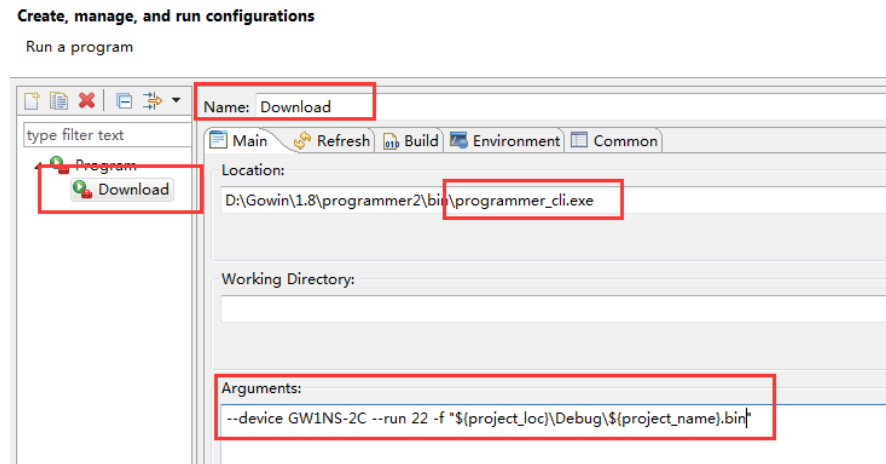 Create, manage, and run configurations
Run a program
Name: Download
type filter text
Main Refresh Build Environment Common
Program
Location:
Download
D:\Gowin\1.8\programmer2\bin\programmer_cli.exe
Working Directory:
Arguments:
--device GW1NS-2C --run 22 -f "${project_loc}\Debug\${project_name}.bin"